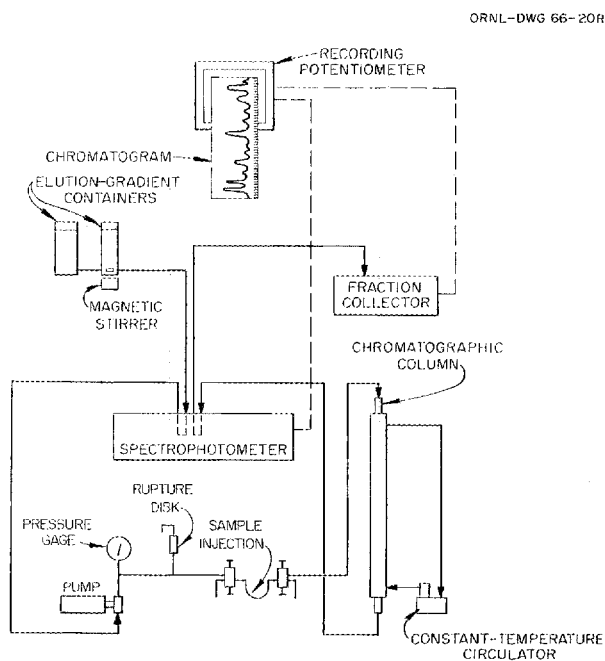 ORNL-DWG 66-20R
RECORDING
POTENTIOMETER
CHROMATOGRAM
ELUTION-GRADIENT
CONTAINERS
MAGNETIC
STIRRER
FRACTION
COLLECTOR
CHROMATOGRAPHIC
COLUMN
SPECTROPHOTOMETER
RUPTURE
DISK
PRESSURE
GAGE
SAMPLE
INJECTION
PUMP
CONSTANT-TEMPERATURE
CIRCULATOR